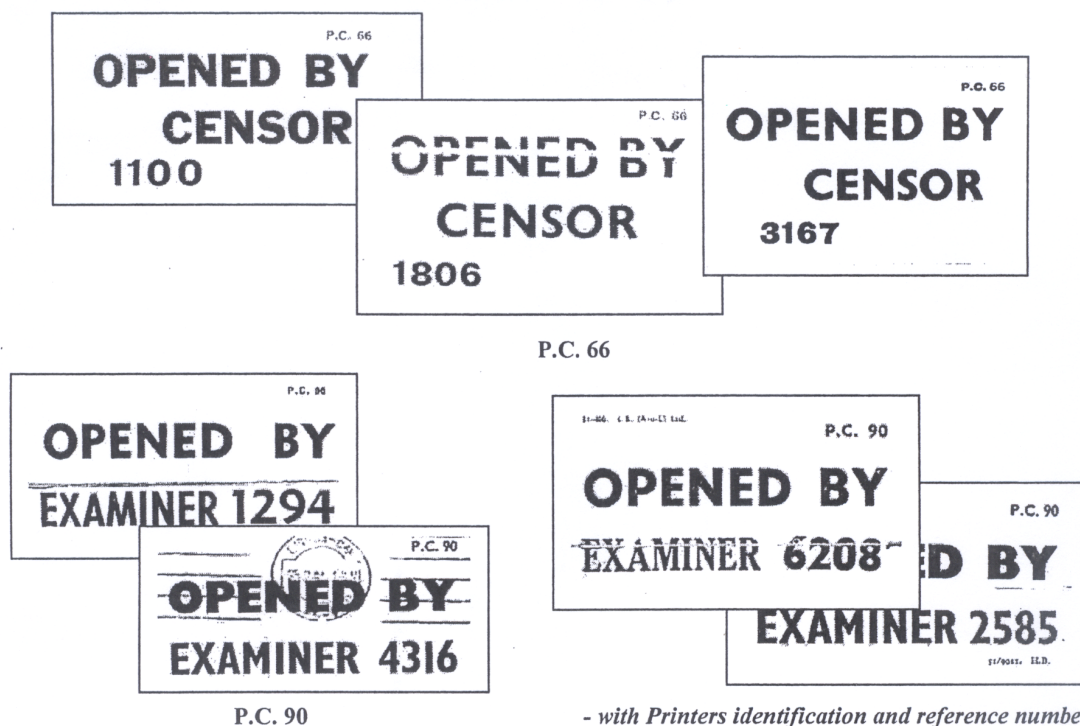 P.C. 66
OPENED BY
CENSOR
1100
P.C. 66
OPENED BY
CENSOR
1806
P.C. 66
OPENED BY
CENSOR
3167
P.C. 66
OPENED BY
EXAMINER 1294
P.C. 90
OPENED BY
EXAMINER 4316
P.C. 90
P.C. 90
OPENED BY
EXAMINER 6208
P.C. 90
ED BY
EXAMINER 2585
H.D.
- with Printers identification and reference numbe